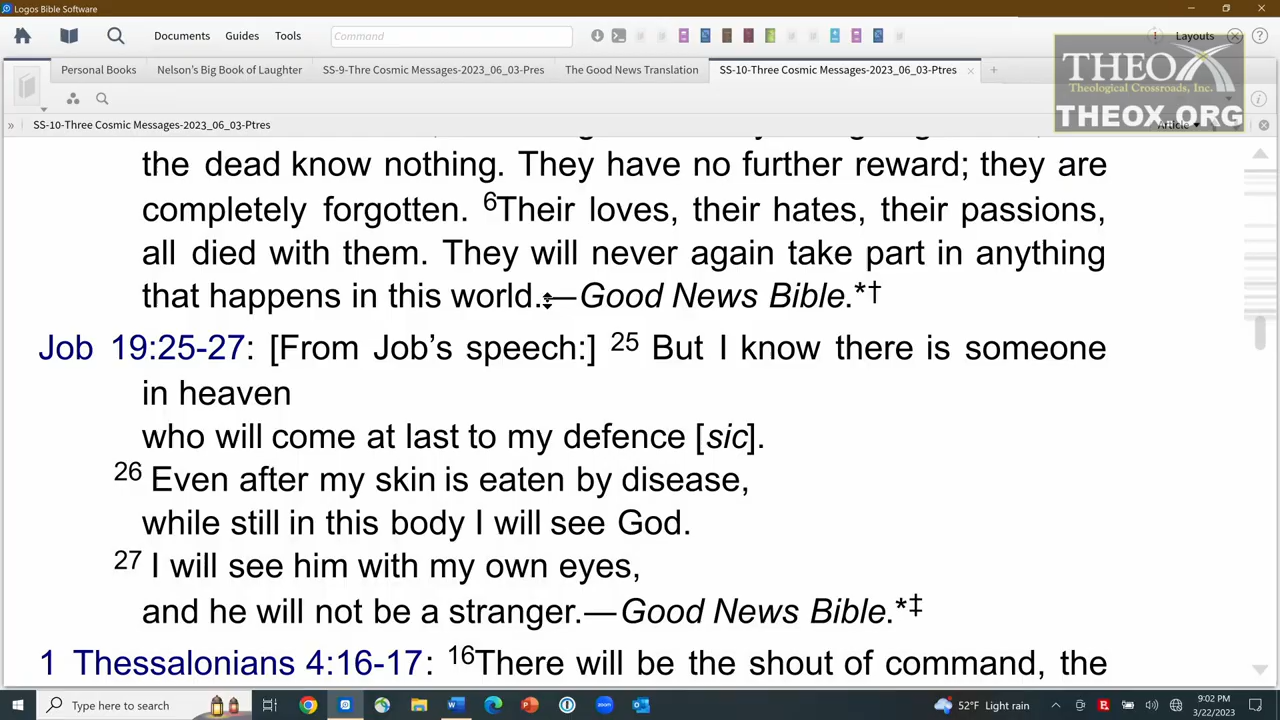 Logos Bible Software
Documents Guides Tools Command Layouts
Personal Books Nelson's Big Book of Laughter SS-9-Thre Cosmic Messages-2023_06_03-Pres The Good News Translation SS-10-Three Cosmic Messages-2023_06_03-Ptres
THEOX
Theological Crossroads, Inc.
THEOX.ORG
SS-10-Three Cosmic Messages-2023_06_03-Ptres Article
the dead know nothing. They have no further reward; they are
completely forgotten. 6Their loves, their hates, their passions,
all died with them. They will never again take part in anything
that happens in this world.—Good News Bible.*†
Job 19:25-27: [From Job’s speech:] 25 But I know there is someone
in heaven
who will come at last to my defence [sic].
26 Even after my skin is eaten by disease,
while still in this body I will see God.
27 I will see him with my own eyes,
and he will not be a stranger.—Good News Bible.*‡
1 Thessalonians 4:16-17: 16There will be the shout of command, the
Type here to search 52°F Light rain 9:02 PM
3/22/2023